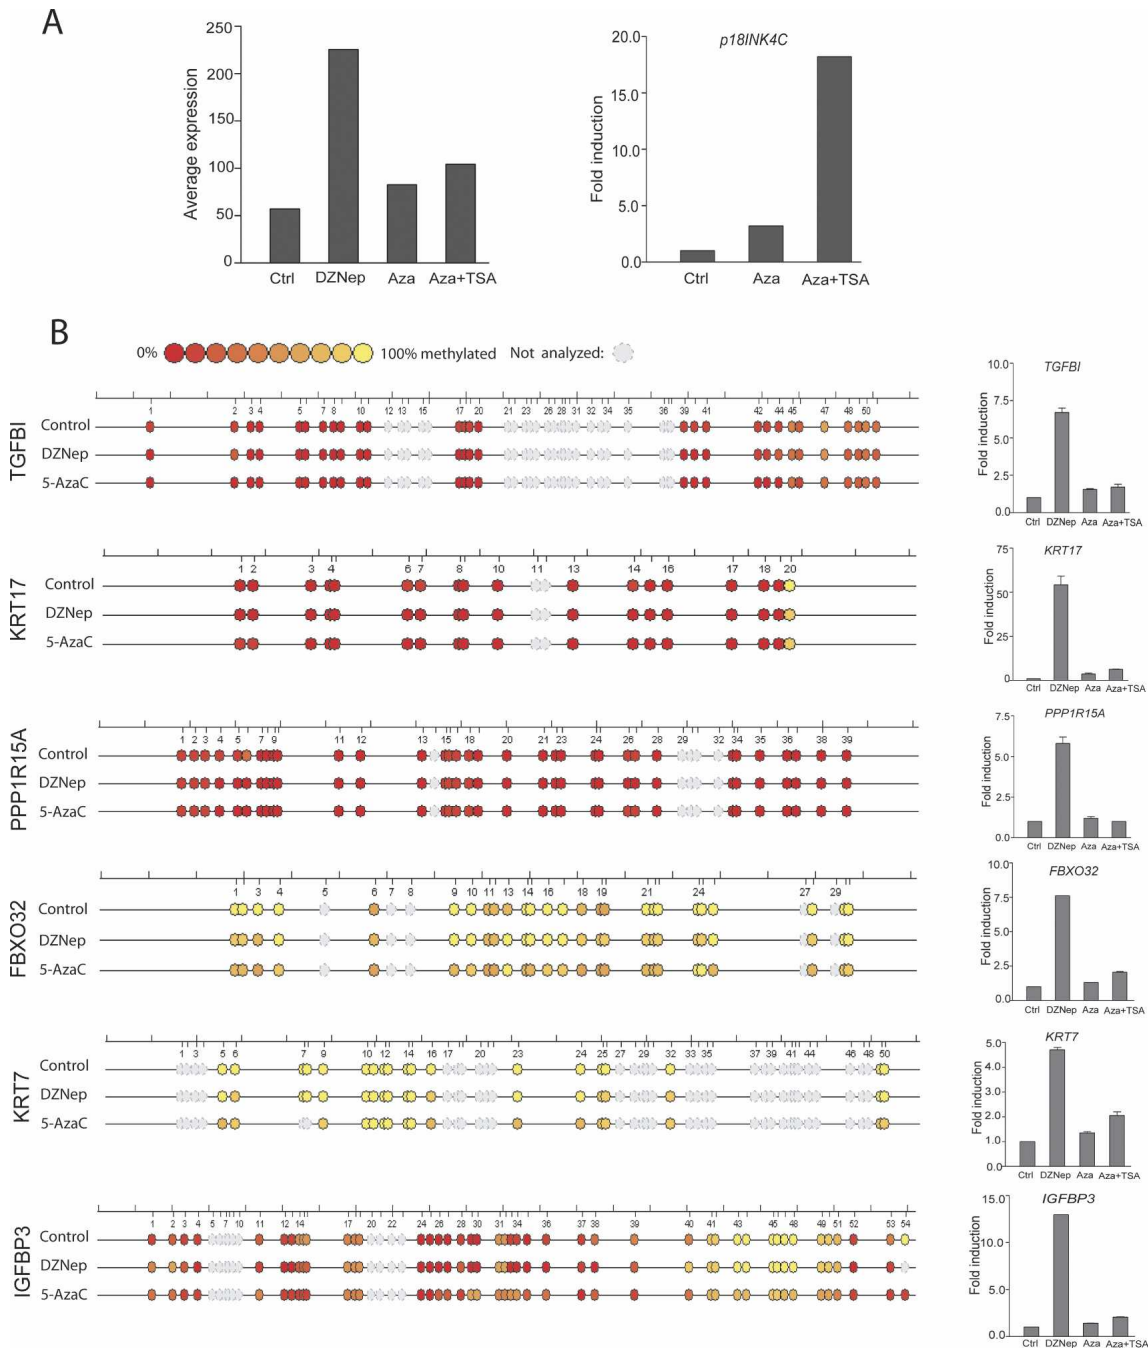 A
250
200
150
100
50
0
Average expression
Ctrl DZNep Aza Aza+TSA
p18INK4C
20.0
15.0
10.0
5.0
0.0
Fold induction
Ctrl Aza Aza+TSA
B
0% 100% methylated Not analyzed:
TGFBI
1 2 3 4 5 7 8 10 12 13 15 17 20 21 23 26 28 31 32 34 35 36 39 41 42 44 45 47 48 50
Control
DZNep
5-AzaC
TGFBI
10.0
7.5
5.0
2.5
0.0
Fold induction
Ctrl DZNep Aza Aza+TSA
KRT17
1 2 3 4 6 7 8 10 11 13 14 15 16 17 18 20
Control
DZNep
5-AzaC
KRT17
75
50
25
0
Fold induction
Ctrl DZNep Aza Aza+TSA
PPP1R15A
1 2 3 4 5 7 9 11 12 13 15 18 20 21 23 24 26 28 29 32 34 35 36 38 39
Control
DZNep
5-AzaC
PPP1R15A
7.5
5.0
2.5
0.0
Fold induction
Ctrl DZNep Aza Aza+TSA
FBXO32
1 3 4 5 6 7 8 9 10 11 13 14 16 17 18 19 21 24 27 29
Control
DZNep
5-AzaC
FBXO32
10.0
7.5
5.0
2.5
0.0
Fold induction
Ctrl DZNep Aza Aza+TSA
KRT7
1 3 5 6 7 9 10 12 14 16 17 18 20 23 24 25 27 29 32 33 35 37 39 41 44 46 48 50
Control
DZNep
5-AzaC
KRT7
5.0
4.0
3.0
2.0
1.0
0.0
Fold induction
Ctrl DZNep Aza Aza+TSA
IGFBP3
1 2 3 4 5 7 10 11 12 14 17 20 22 24 26 28 30 31 34 36 37 38 39 40 41 43 45 48 49 51 52 53 54
Control
DZNep
5-AzaC
IGFBP3
15.0
10.0
5.0
0.0
Fold induction
Ctrl DZNep Aza Aza+TSA